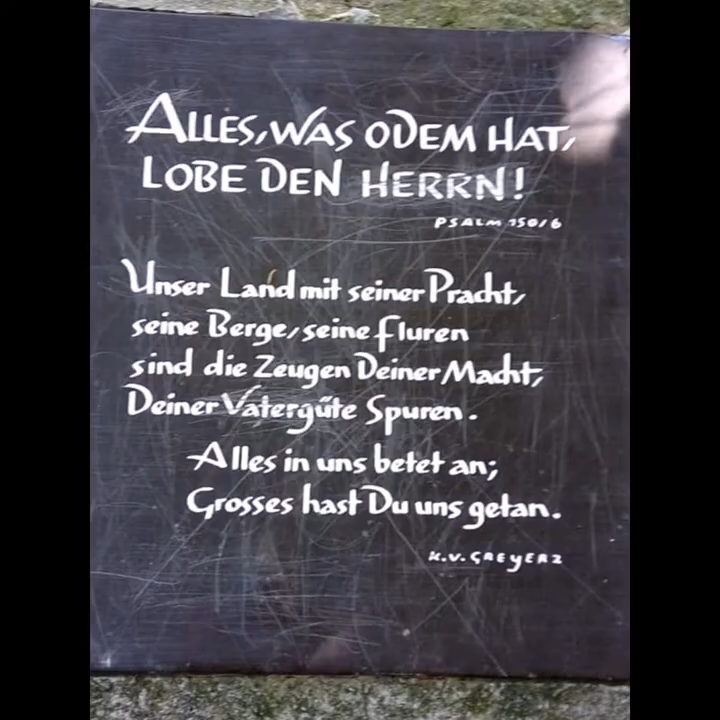 ALLES, WAS ODEM HAT,
LOBE DEN HERRN!
PSALM 150/6
Unser Land mit seiner Pracht,
seine Berge, seine Fluren
sind die Zeugen Deiner Macht,
Deiner Vatergüte Spuren.
Alles in uns betet an;
Grosses hast Du uns getan.
K.V. GREYERZ